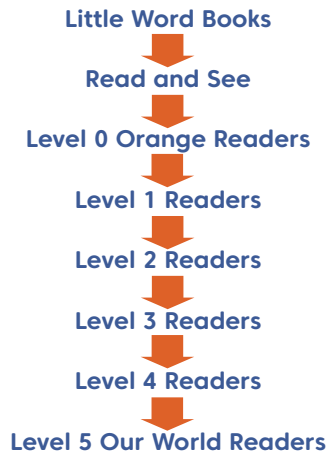 Little Word Books
Read and See
Level 0 Orange Readers
Level 1 Readers
Level 2 Readers
Level 3 Readers
Level 4 Readers
Level 5 Our World Readers